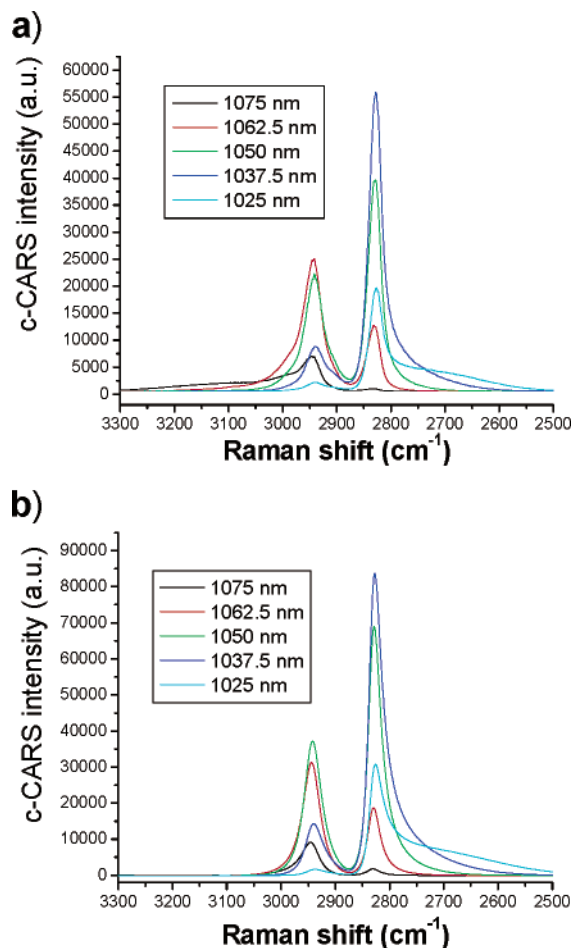 a)
c-CARS intensity (a.u.)
60000
55000
50000
45000
40000
35000
30000
25000
20000
15000
10000
5000
0
1075 nm
1062.5 nm
1050 nm
1037.5 nm
1025 nm
3300 3200 3100 3000 2900 2800 2700 2600 2500
Raman shift (cm⁻¹)
b)
c-CARS intensity (a.u.)
90000
80000
70000
60000
50000
40000
30000
20000
10000
0
1075 nm
1062.5 nm
1050 nm
1037.5 nm
1025 nm
3300 3200 3100 3000 2900 2800 2700 2600 2500
Raman shift (cm⁻¹)